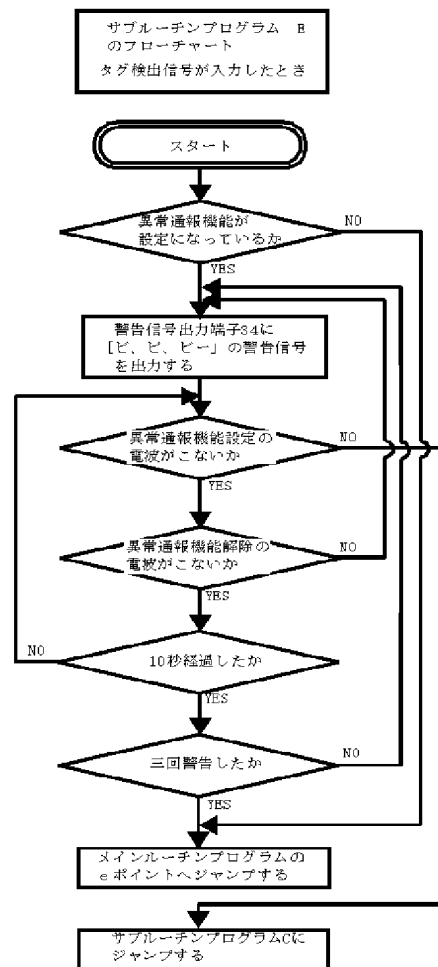 サブルーチンプログラム E
のフローチャート
タグ検出信号が入力したとき
スタート
異常通報機能が
設定になっているか
NO
YES
警告信号出力端子34に
[ピ、ピ、ピー」の警告信号
を出力する
異常通報機能設定の
電波がこないか
NO
YES
異常通報機能解除の
電波がこないか
NO
YES
10秒経過したか
NO
YES
三回警告したか
NO
YES
メインルーチンプログラムの
eポイントへジャンプする
サブルーチンプログラムCに
ジャンプする